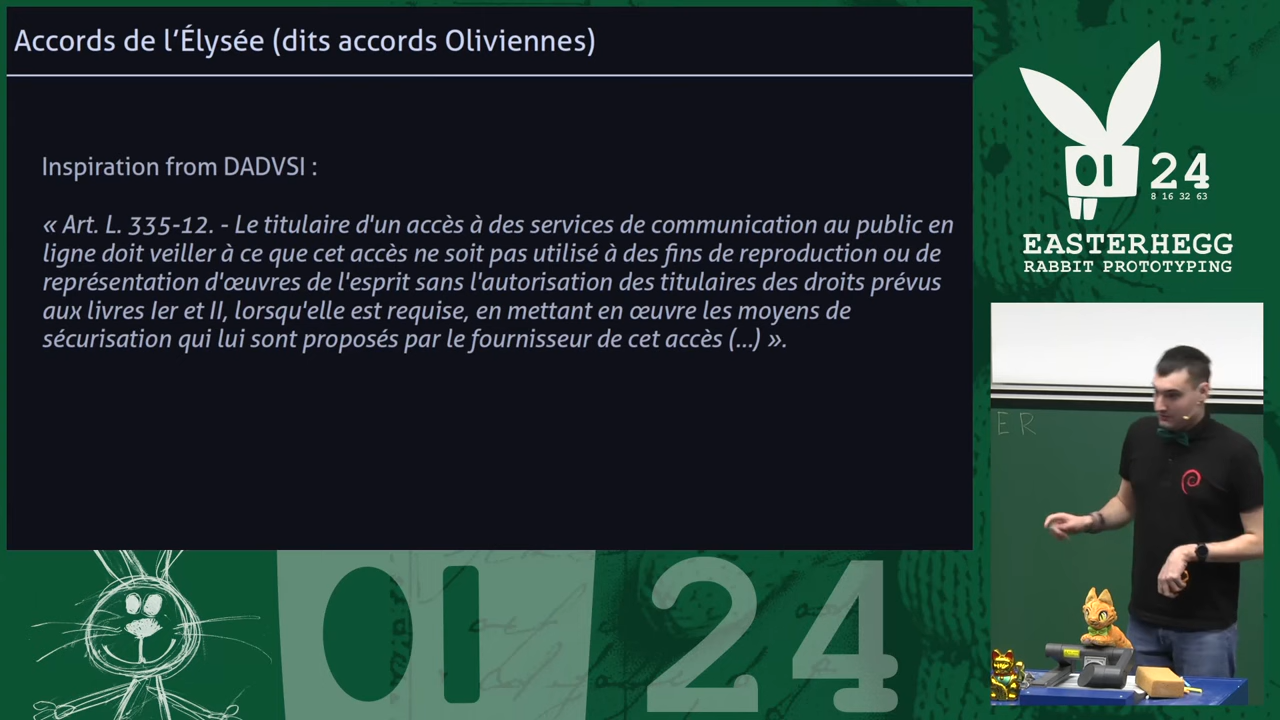 Accords de l’Élysée (dits accords Oliviennes)
Inspiration from DADVSI :
« Art. L. 335-12. - Le titulaire d'un accès à des services de communication au public en
ligne doit veiller à ce que cet accès ne soit pas utilisé à des fins de reproduction ou de
représentation d'œuvres de l'esprit sans l'autorisation des titulaires des droits prévus
aux livres Ier et II, lorsqu'elle est requise, en mettant en œuvre les moyens de
sécurisation qui lui sont proposés par le fournisseur de cet accès (...) ».
01 24
8 16 32 63
EASTERHEGG
RABBIT PROTOTYPING
E R
01 24